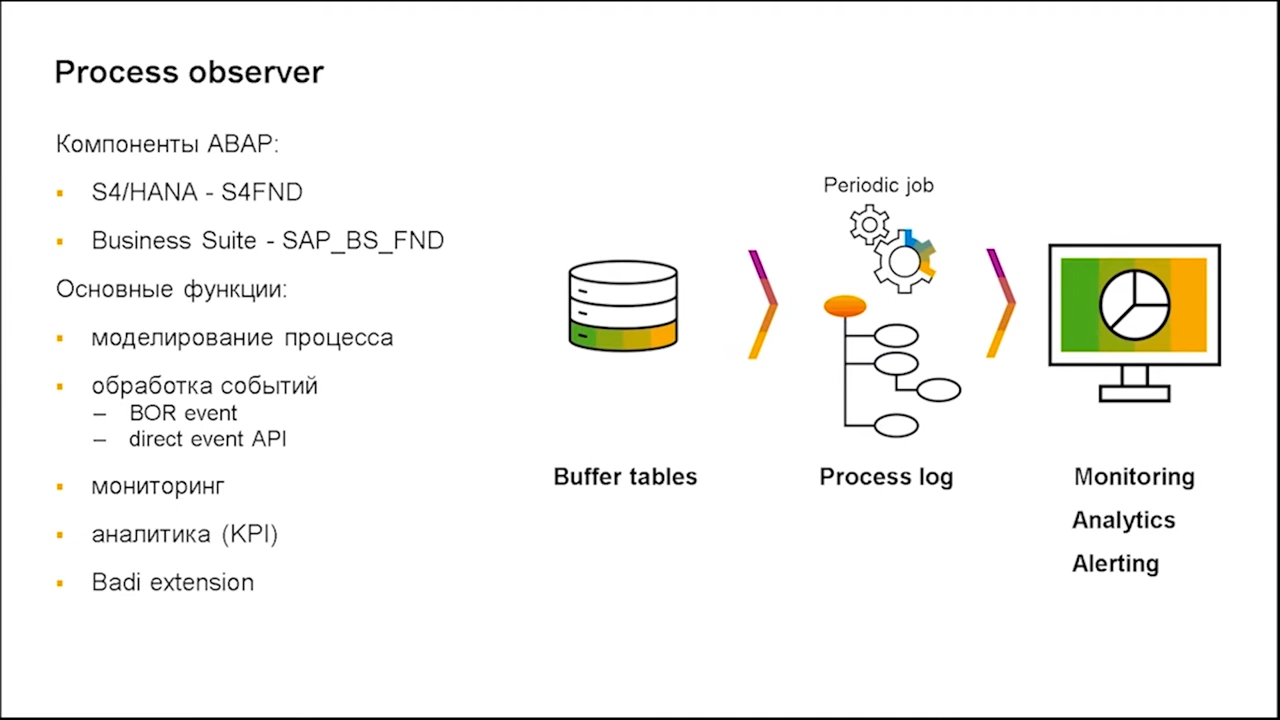 Process observer
Компоненты ABAP:
▪ S4/HANA - S4FND
▪ Business Suite - SAP_BS_FND
Основные функции:
▪ моделирование процесса
▪ обработка событий
– BOR event
– direct event API
▪ мониторинг
▪ аналитика (KPI)
▪ Badi extension
Periodic job
Buffer tables
Process log
Monitoring
Analytics
Alerting